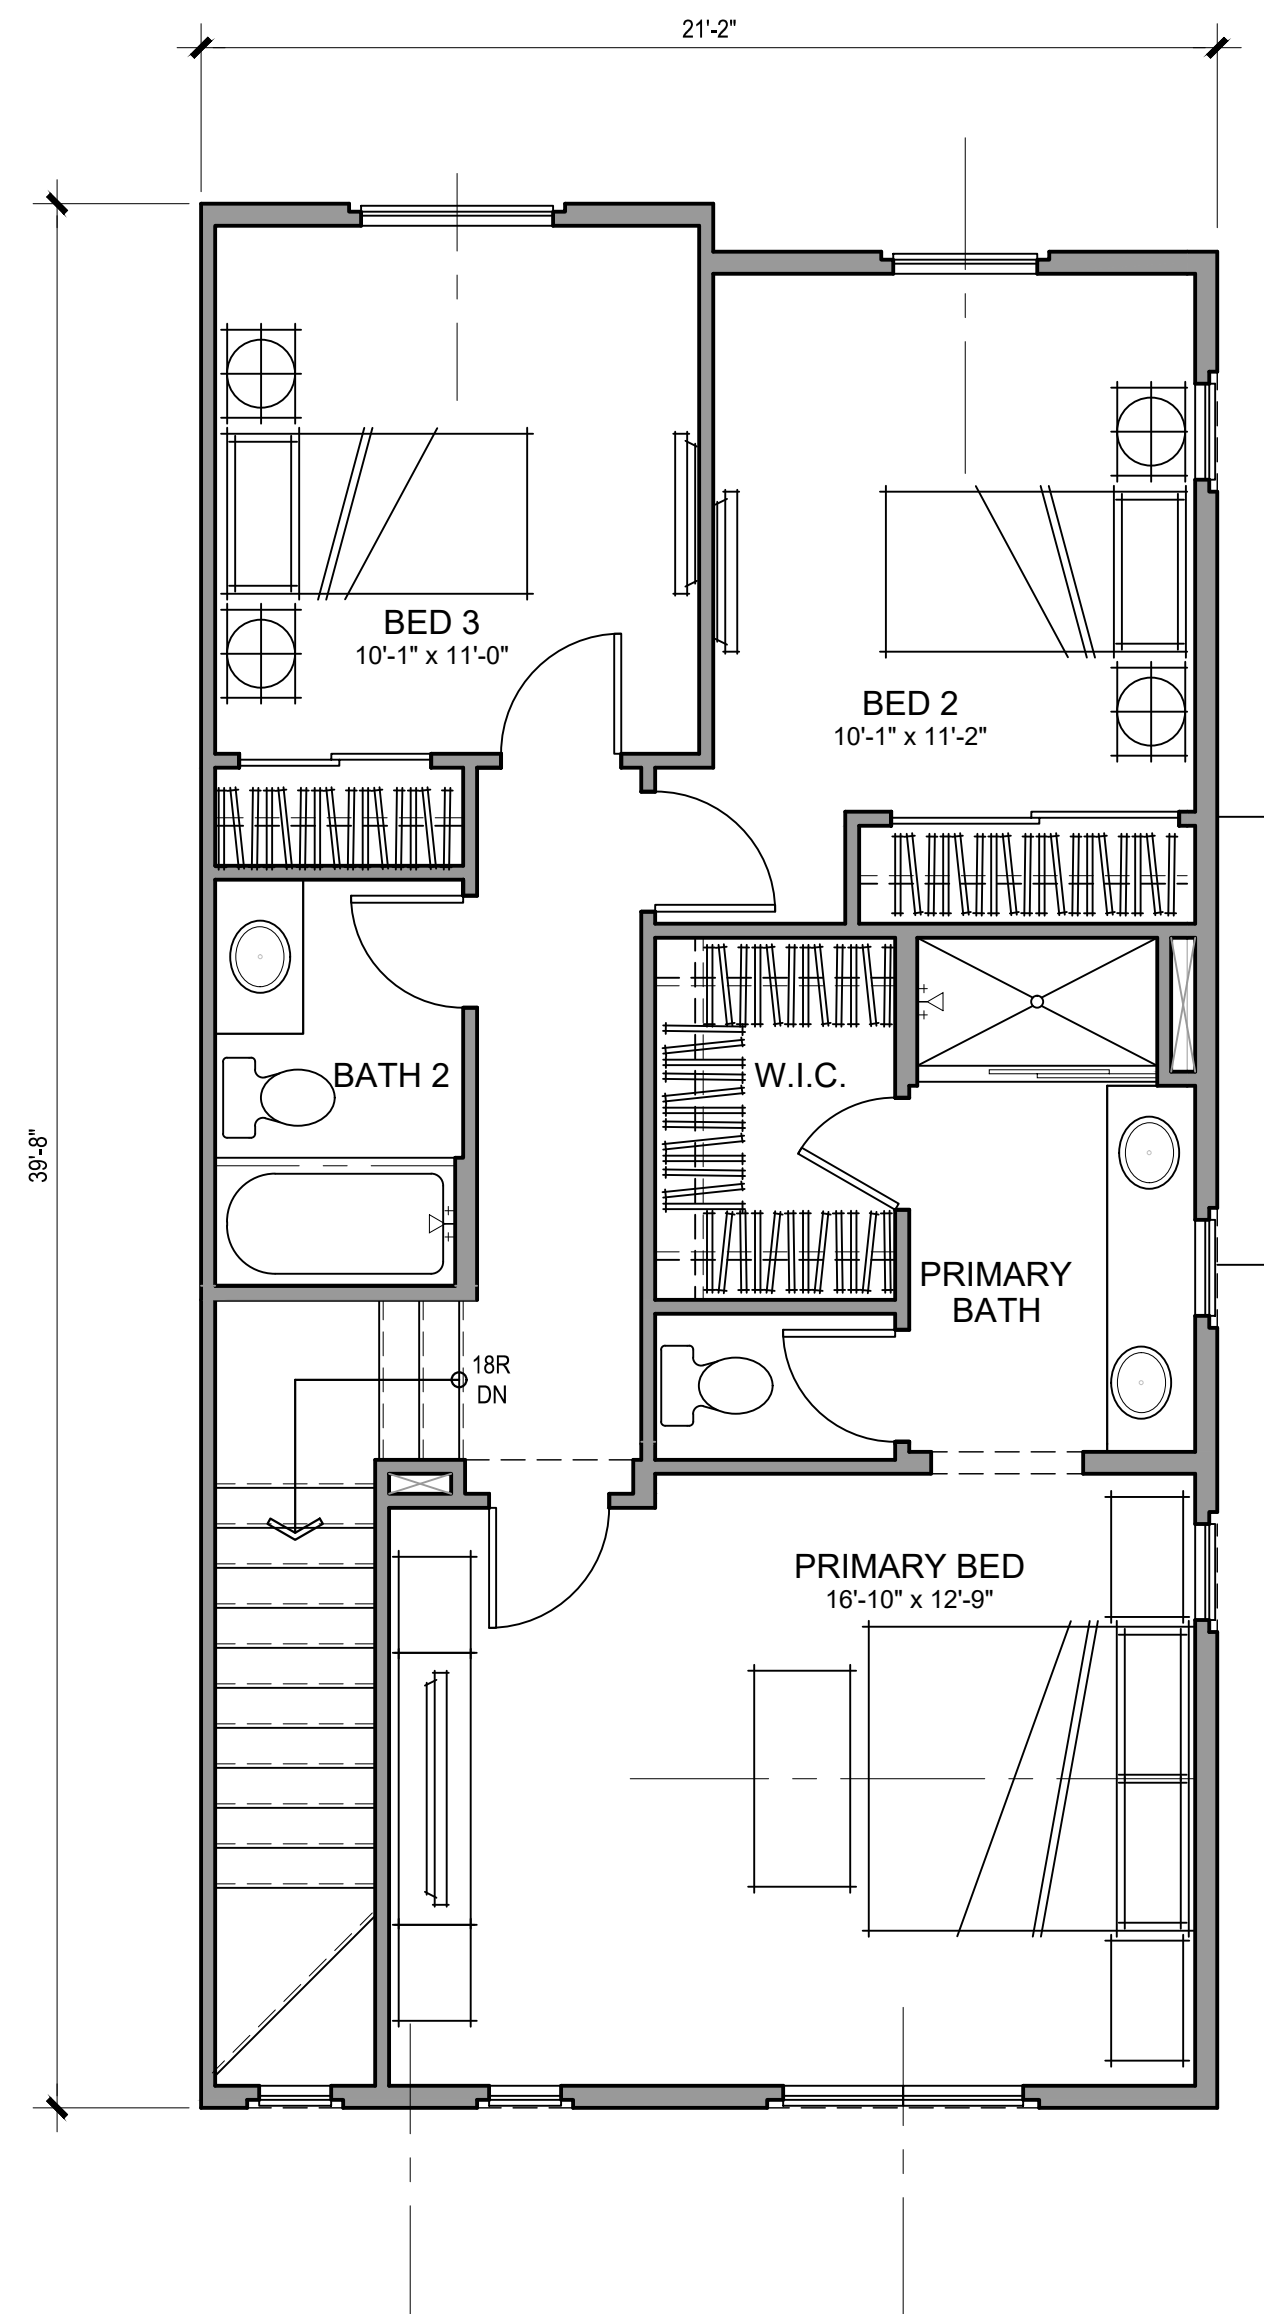 21'-2"
BED 3
10'-1" x 11'-0"
BED 2
10'-1" x 11'-2"
BATH 2
W.I.C.
39'-8"
PRIMARY
BATH
18R
DN
PRIMARY BED
16'-10" x 12'-9"